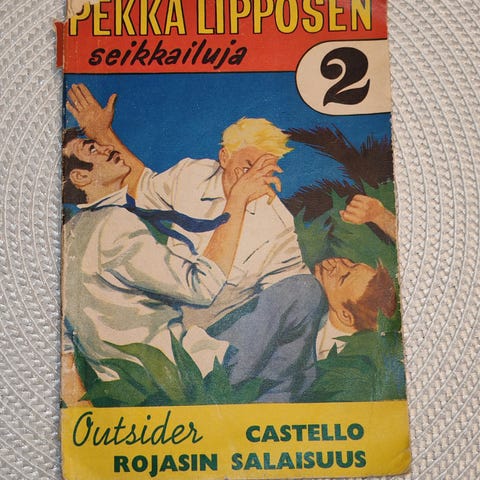 PEKKA LIPPOSEN
seikkailuja
2
Outsider CASTELLO
ROJASIN SALAISUUS